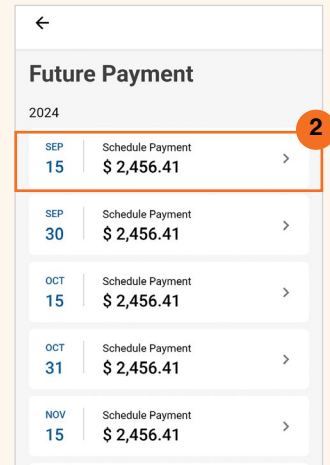 Future Payment
2024
2
SEP
15
Schedule Payment
$ 2,456.41
SEP
30
Schedule Payment
$ 2,456.41
OCT
15
Schedule Payment
$ 2,456.41
OCT
31
Schedule Payment
$ 2,456.41
NOV
15
Schedule Payment
$ 2,456.41